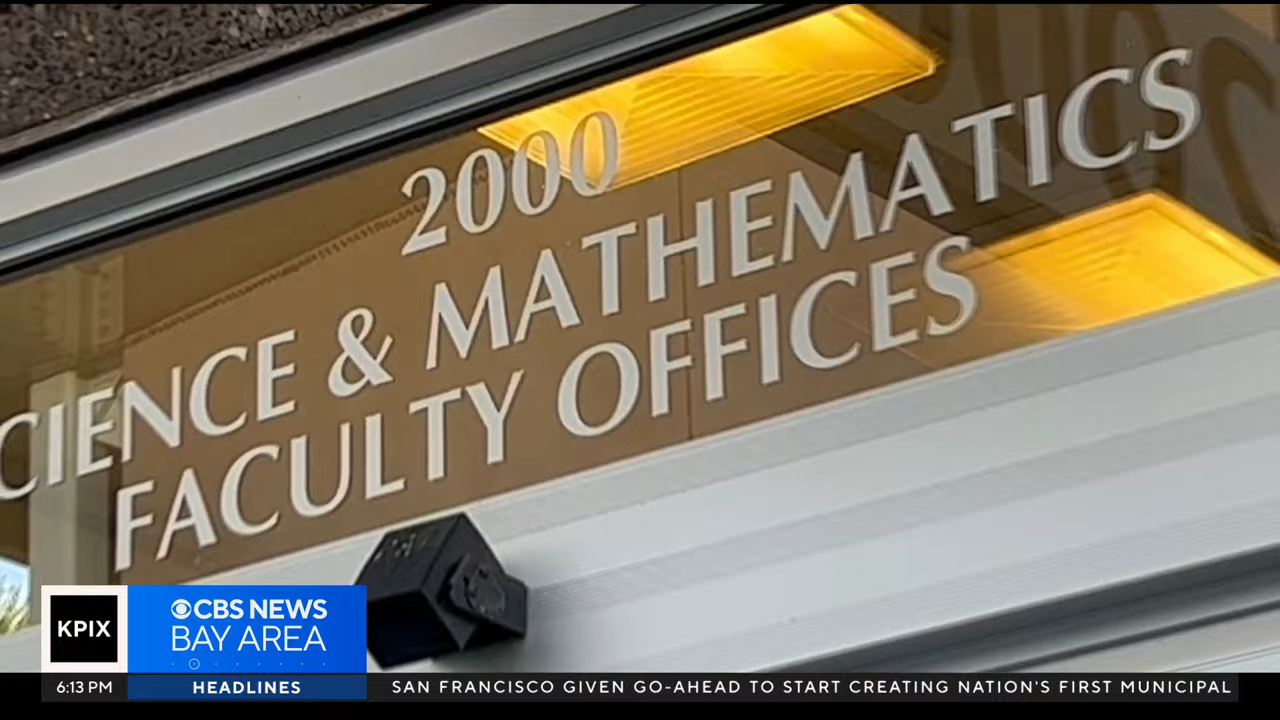 2000
CIENCE & MATHEMATICS
FACULTY OFFICES
KPIX
CBS NEWS
BAY AREA
6:13 PM
HEADLINES
SAN FRANCISCO GIVEN GO-AHEAD TO START CREATING NATION'S FIRST MUNICIPAL